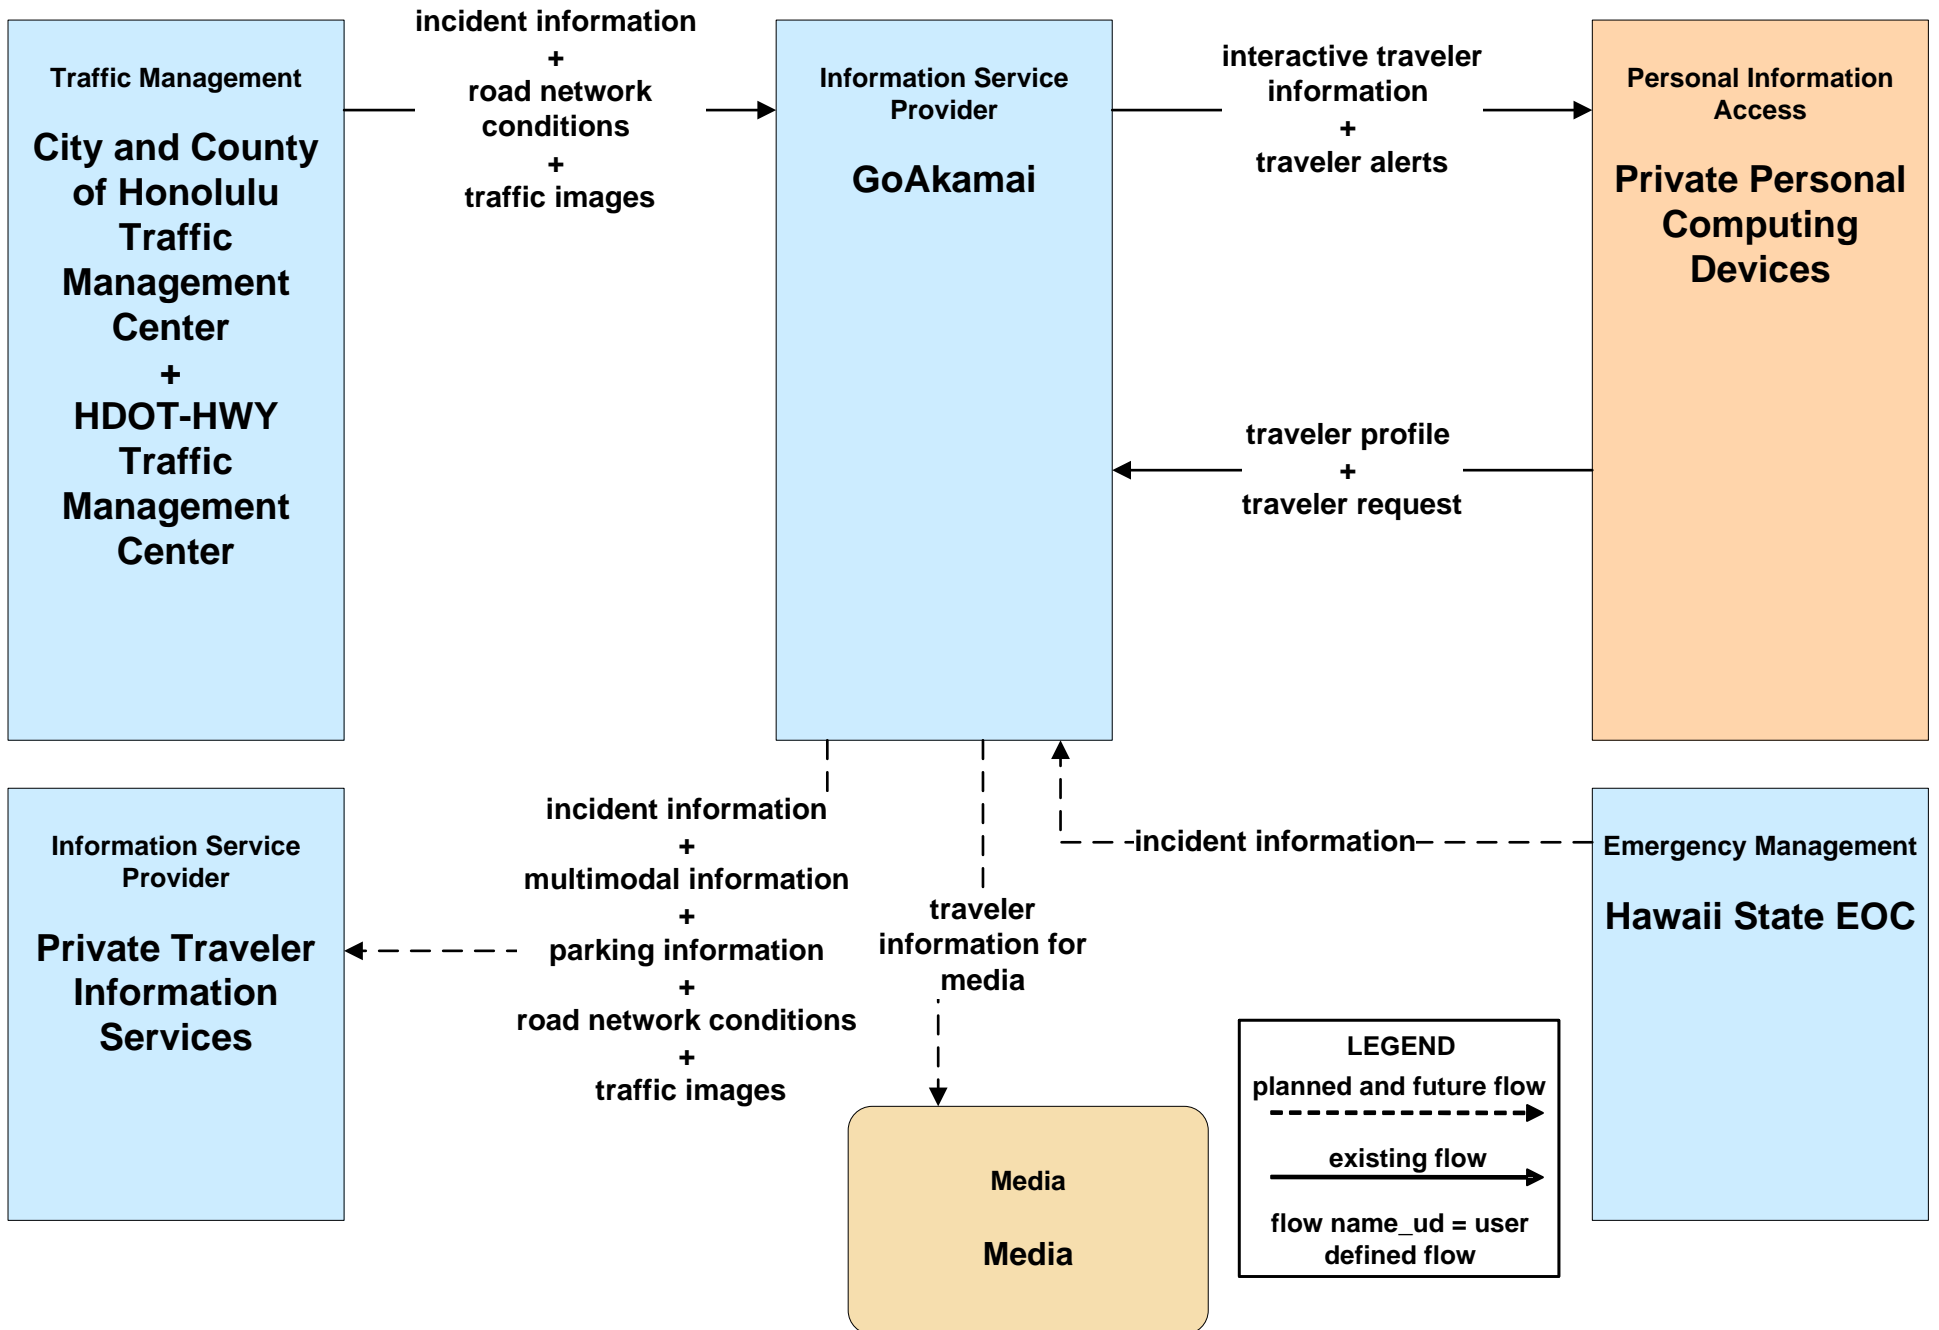 Traffic Management
City and County
of Honolulu
Traffic
Management
Center
+
HDOT-HWY
Traffic
Management
Center
incident information
+
road network
conditions
+
traffic images
Information Service
Provider
GoAkamai
interactive traveler
information
+
traveler alerts
Personal Information
Access
Private Personal
Computing
Devices
traveler profile
+
traveler request
Information Service
Provider
Private Traveler
Information
Services
incident information
+
multimodal information
+
parking information
+
road network conditions
+
traffic images
traveler
information for
media
incident information
Emergency Management
Hawaii State EOC
Media
Media
LEGEND
planned and future flow
existing flow
flow name_ud = user
defined flow